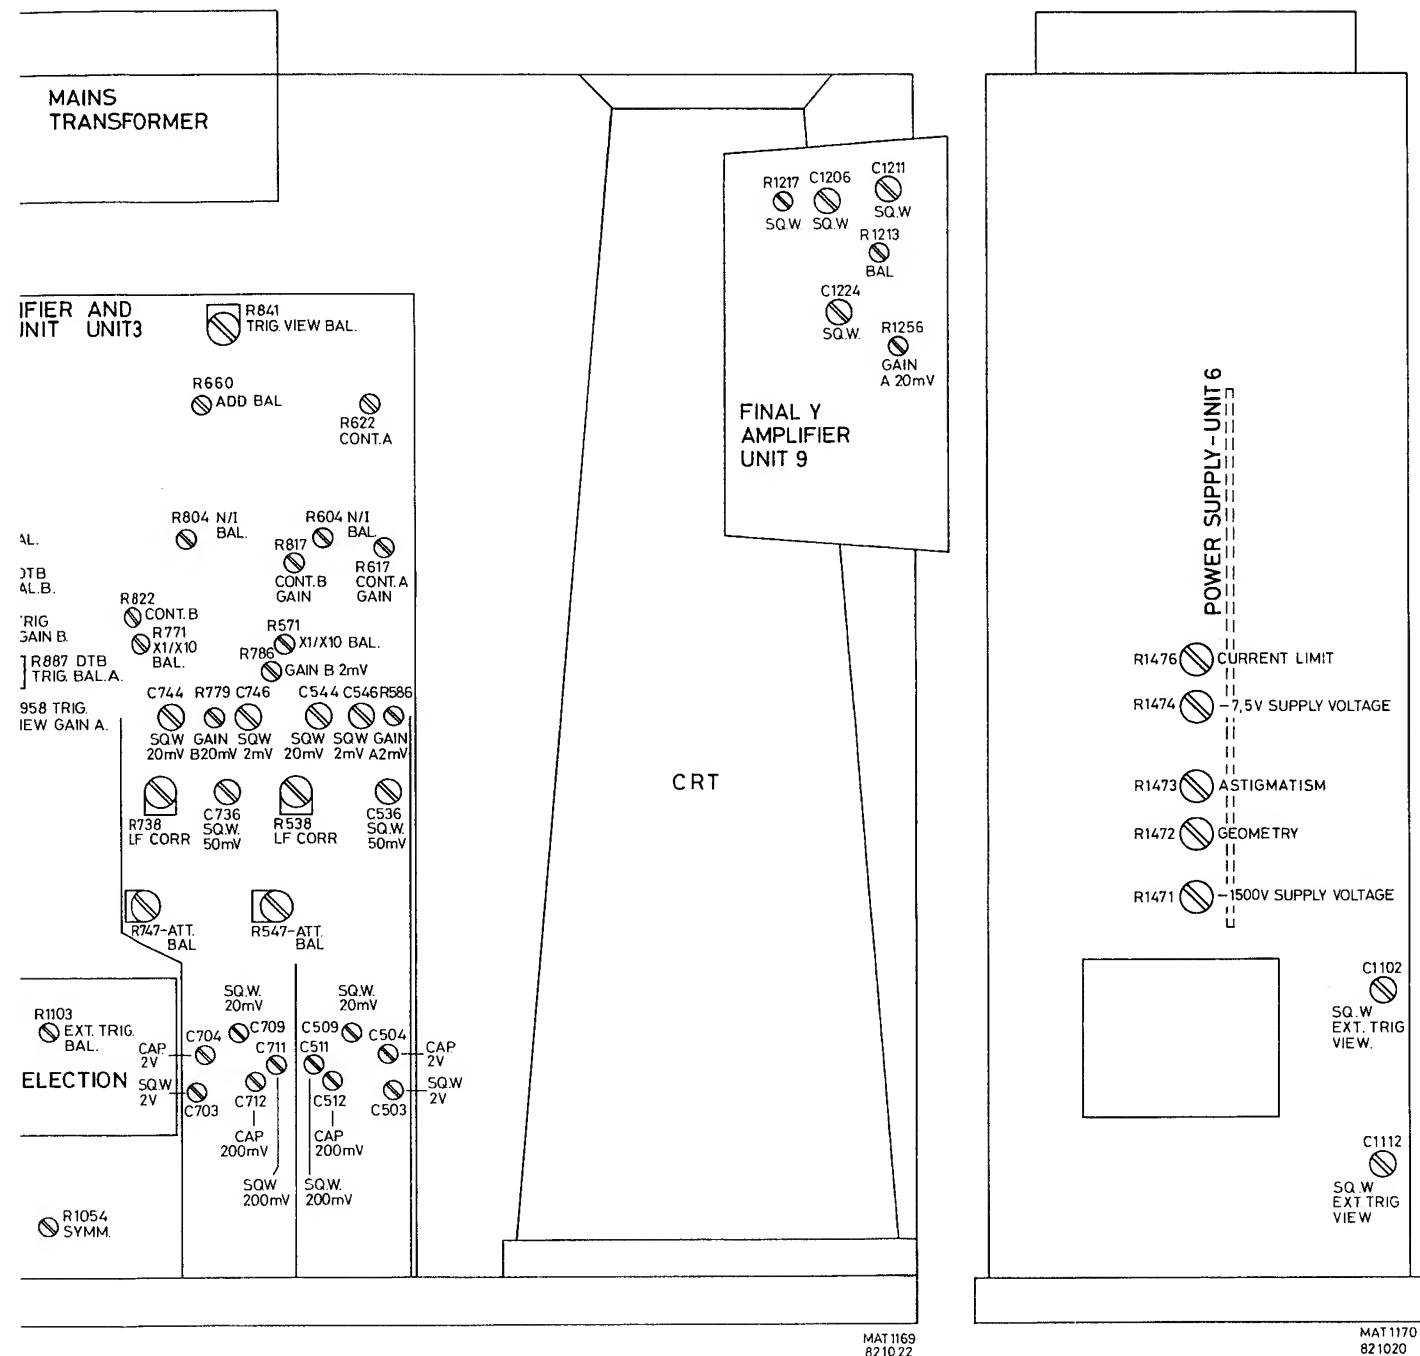 MAINS
TRANSFORMER
IFIER AND
UNIT3
R841
TRIG. VIEW BAL.
R660
ADD BAL
R622
CONT.A
R804 N/I
BAL.
R604 N/I
BAL.
R817
CONT.B
GAIN
R617
CONT.A
GAIN
AL.
DTB
AL.B.
R822
CONT.B
R771
X1/X10
BAL.
R571
X1/X10 BAL.
R786
GAIN B 2mV
GAIN B.
R887 DTB
TRIG. BAL.A.
958 TRIG.
IEW GAIN A.
C744 R779 C746 C544 C546 R586
SQW GAIN SQW SQW SQW GAIN
20mV B20mV 2mV 20mV 2mV A2mV
R738
LF CORR
C736
SQ.W.
50mV
R538
LF CORR
C536
SQ.W.
50mV
R747-ATT.
BAL
R547-ATT.
BAL
R1103
EXT. TRIG.
BAL.
ELECTION
SQ.W.
20mV
SQ.W.
20mV
C704
C709
C711
C509
C511
C504
CAP.
2V
CAP.
2V
SQ.W
2V
SQ.W
2V
C703
C712
C512
C503
CAP
200mV
CAP
200mV
SQW
200mV
SQ.W.
200mV
R1054
SYMM.
CRT
R1217
SQ.W
C1206
SQ.W
C1211
SQ.W
R1213
BAL
C1224
SQ.W.
R1256
GAIN
A 20mV
FINAL Y
AMPLIFIER
UNIT 9
MAT1169
821022
POWER SUPPLY-UNIT 6
R1476 CURRENT LIMIT
R1474 -7,5V SUPPLY VOLTAGE
R1473 ASTIGMATISM
R1472 GEOMETRY
R1471 -1500V SUPPLY VOLTAGE
C1102
SQ.W
EXT. TRIG
VIEW.
C1112
SQ.W
EXT TRIG
VIEW
MAT1170
821020